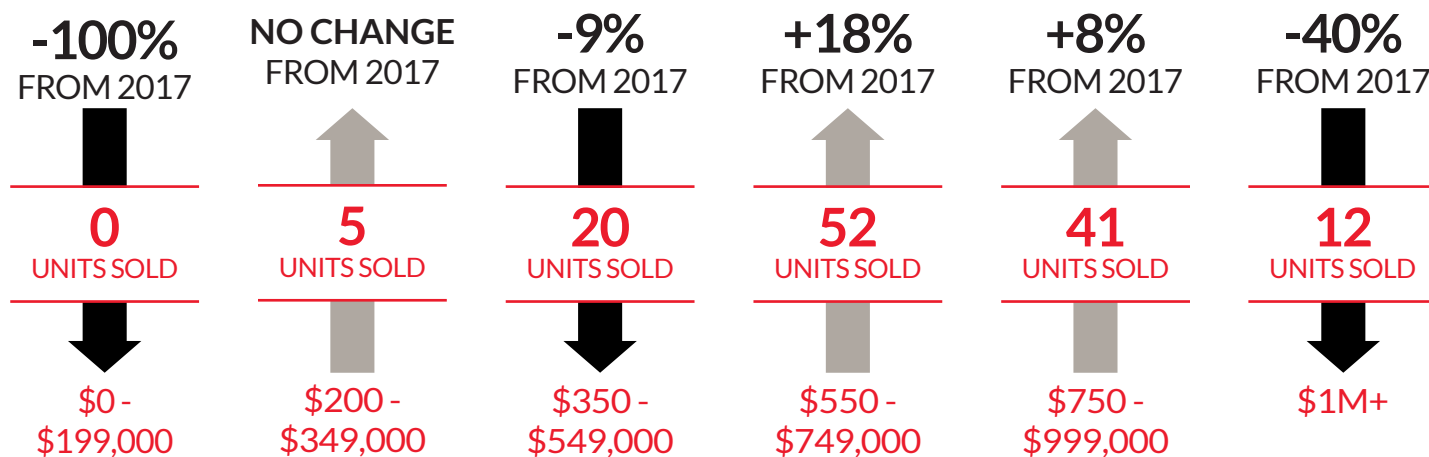 -100%
FROM 2017
0
UNITS SOLD
$0 -
$199,000
NO CHANGE
FROM 2017
5
UNITS SOLD
$200 -
$349,000
-9%
FROM 2017
20
UNITS SOLD
$350 -
$549,000
+18%
FROM 2017
52
UNITS SOLD
$550 -
$749,000
+8%
FROM 2017
41
UNITS SOLD
$750 -
$999,000
-40%
FROM 2017
12
UNITS SOLD
$1M+